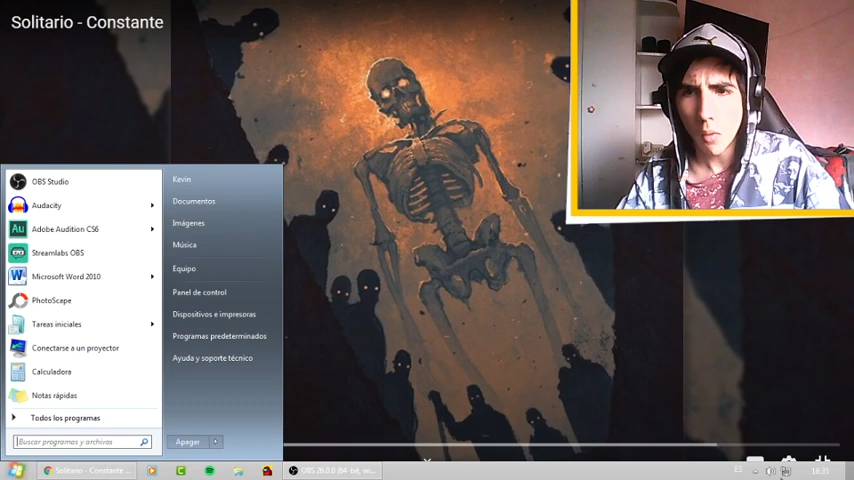 Solitario - Constante
OBS Studio
Audacity
Adobe Audition CS6
Streamlabs OBS
Microsoft Word 2010
PhotoScape
Tareas iniciales
Conectarse a un proyector
Calculadora
Notas rápidas
Todos los programas
Buscar programas y archivos
Kevin
Documentos
Imágenes
Música
Equipo
Panel de control
Dispositivos e impresoras
Programas predeterminados
Ayuda y soporte técnico
Apagar
Solitario - Constante ...
OBS 26.0.0 (64-bit, wi...
ES
18:35